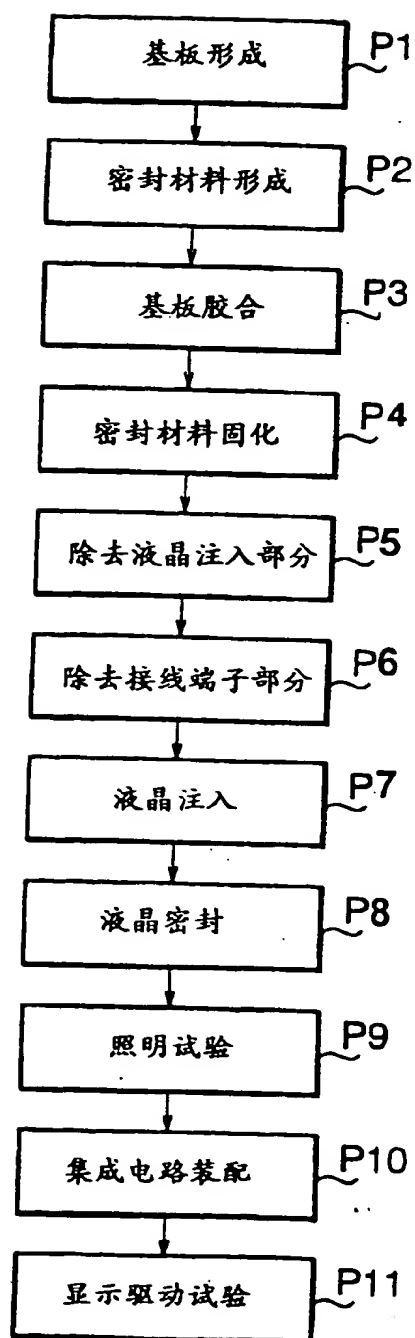 基板形成 P1
密封材料形成 P2
基板胶合 P3
密封材料固化 P4
除去液晶注入部分 P5
除去接线端子部分 P6
液晶注入 P7
液晶密封 P8
照明试验 P9
集成电路装配 P10
显示驱动试验 P11